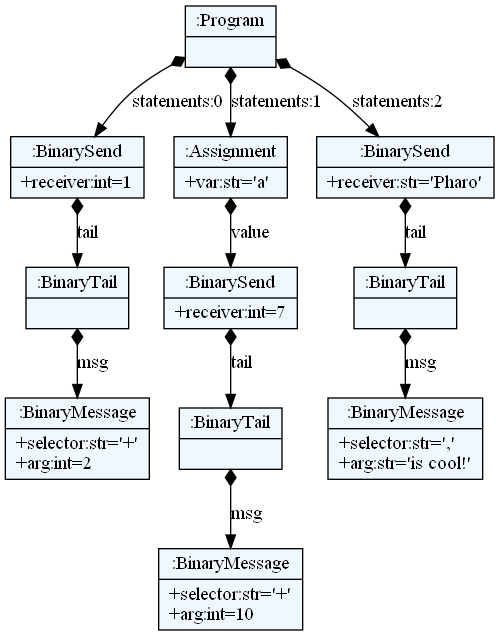 :Program
statements:0
statements:1
statements:2
:BinarySend
+receiver:int=1
:Assignment
+var:str='a'
:BinarySend
+receiver:str='Pharo'
tail
value
tail
:BinaryTail
:BinarySend
+receiver:int=7
:BinaryTail
msg
tail
msg
:BinaryMessage
+selector:str='+'
+arg:int=2
:BinaryTail
:BinaryMessage
+selector:str=','
+arg:str='is cool!'
msg
:BinaryMessage
+selector:str='+'
+arg:int=10